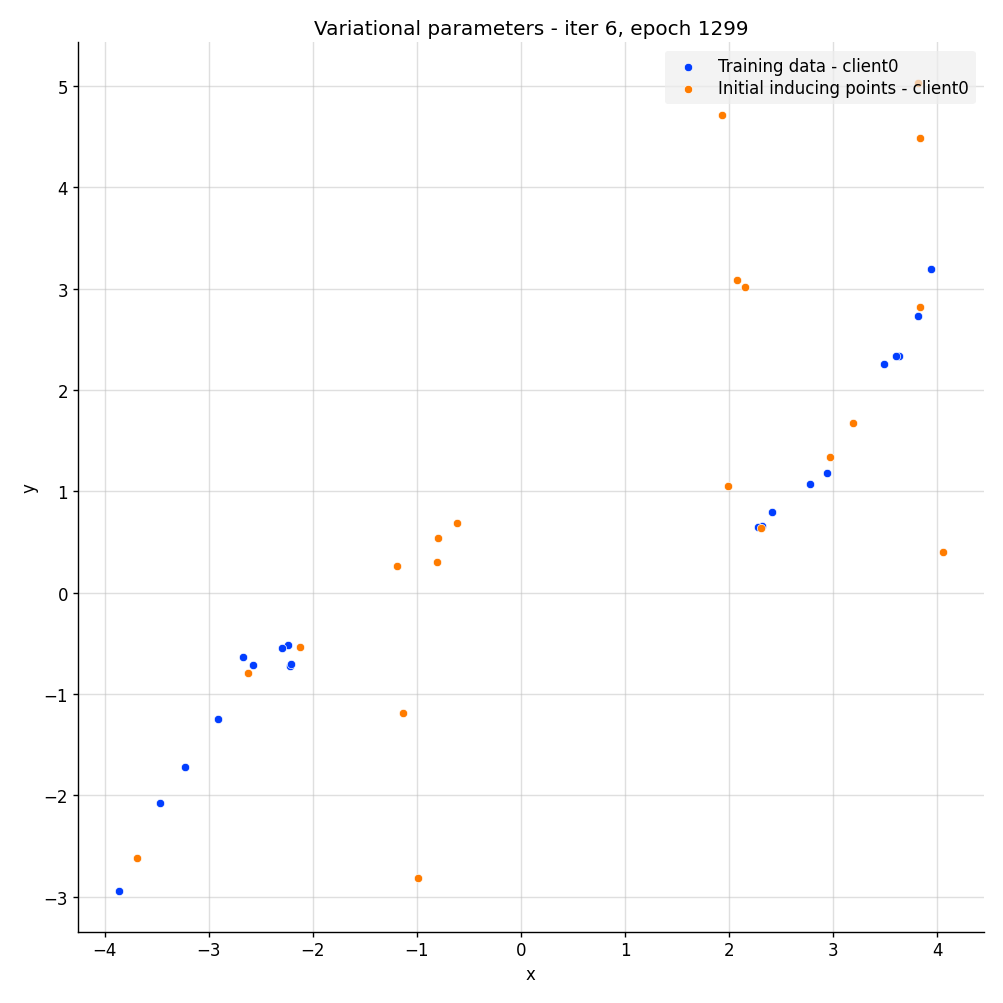 Variational parameters - iter 6, epoch 1299
Training data - client0
Initial inducing points - client0
5
4
3
2
1
0
−1
−2
−3
y
−4 −3 −2 −1 0 1 2 3 4
x